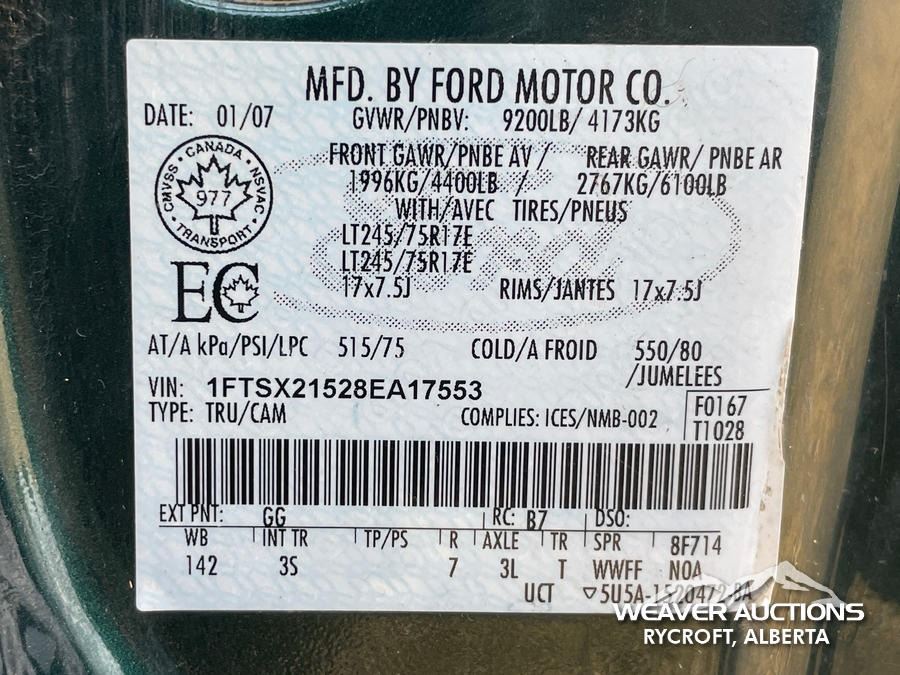 MFD. BY FORD MOTOR CO.
DATE: 01/07 GVWR/PNBV: 9200LB/ 4173KG
FRONT GAWR/PNBE AV / REAR GAWR/ PNBE AR
1996KG/4400LB / 2767KG/6100LB
WITH/AVEC TIRES/PNEUS
LT245/75R17E
LT245/75R17E
17x7.5J RIMS/JANTES 17x7.5J
CMVSS · CANADA · NSVAC
977
TRANSPORT
EC
AT/A kPa/PSI/LPC 515/75 COLD/A FROID 550/80
/JUMELEES
VIN: 1FTSX21528EA17553
TYPE: TRU/CAM COMPLIES: ICES/NMB-002
F0167
T1028
EXT PNT: GG RC: B7 DSO:
WB INT TR TP/PS R AXLE TR SPR 8F714
142 3S 7 3L T WWFF NOA
UCT ▽5U5A-1520472-BA
WEAVER AUCTIONS
RYCROFT, ALBERTA